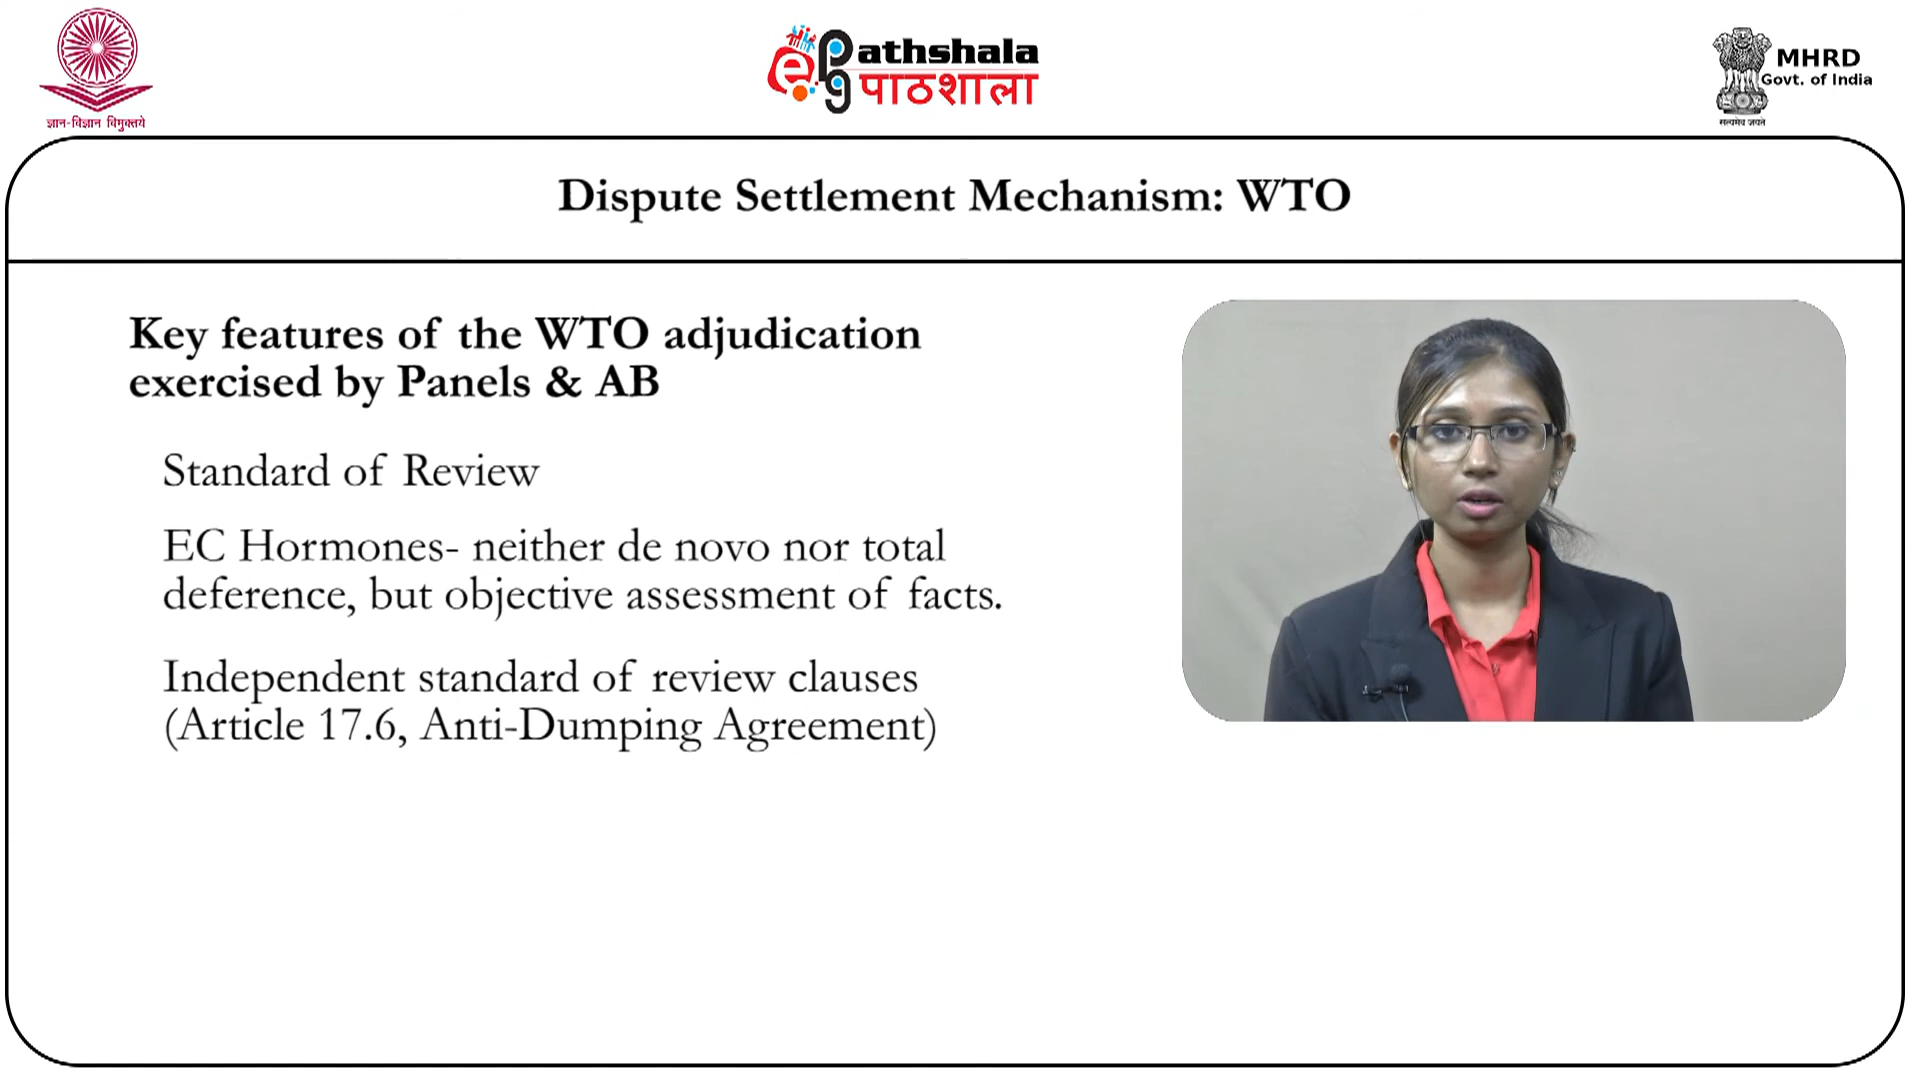 ज्ञान-विज्ञान विमुक्तये
e
pg
athshala
पाठशाला
MHRD
Govt. of India
सत्यमेव जयते
Dispute Settlement Mechanism: WTO
Key features of the WTO adjudication
exercised by Panels & AB
Standard of Review
EC Hormones- neither de novo nor total
deference, but objective assessment of facts.
Independent standard of review clauses
(Article 17.6, Anti-Dumping Agreement)